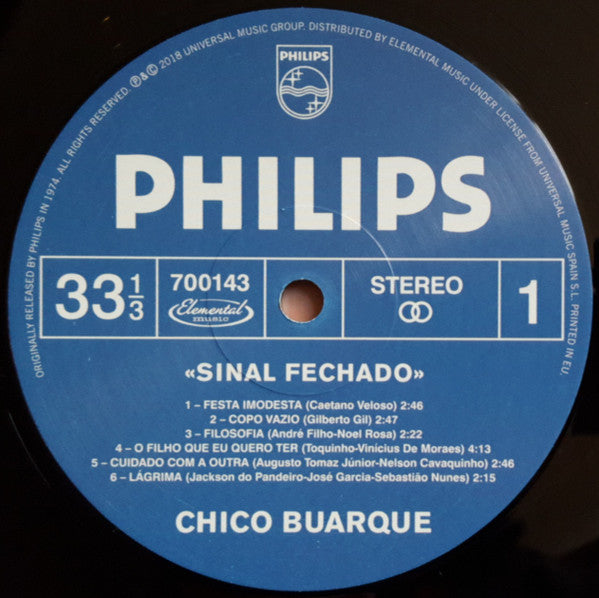 ORIGINALLY RELEASED BY PHILIPS IN 1974. ALL RIGHTS RESERVED. ℗&© 2018 UNIVERSAL MUSIC GROUP. DISTRIBUTED BY ELEMENTAL MUSIC UNDER LICENSE FROM UNIVERSAL MUSIC SPAIN S.L. PRINTED IN EU.
PHILIPS
PHILIPS
33 1/3
700143
Elemental
music
STEREO
1
«SINAL FECHADO»
1 – FESTA IMODESTA (Caetano Veloso) 2:46
2 – COPO VAZIO (Gilberto Gil) 2:47
3 – FILOSOFIA (André Filho-Noel Rosa) 2:22
4 – O FILHO QUE EU QUERO TER (Toquinho-Vinícius De Moraes) 4:13
5 – CUIDADO COM A OUTRA (Augusto Tomaz Júnior-Nelson Cavaquinho) 2:46
6 – LÁGRIMA (Jackson do Pandeiro-José Garcia-Sebastião Nunes) 2:15
CHICO BUARQUE